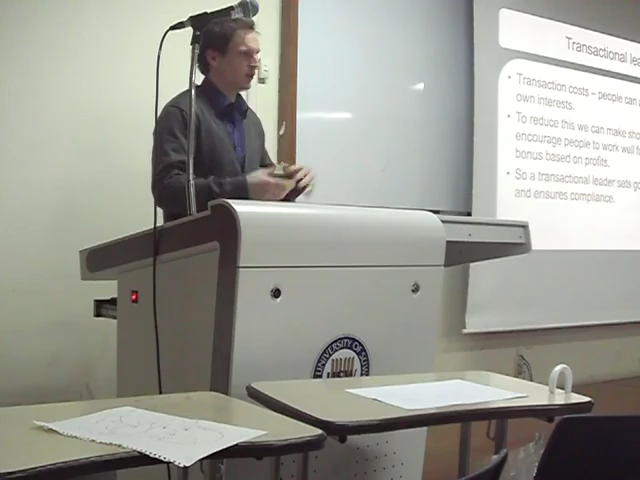 Transactional lea
• Transaction costs – people can a
own interests.
• To reduce this we can make sho
encourage people to work well f
bonus based on profits.
• So a transactional leader sets go
and ensures compliance.
UNIVERSITY OF SUW